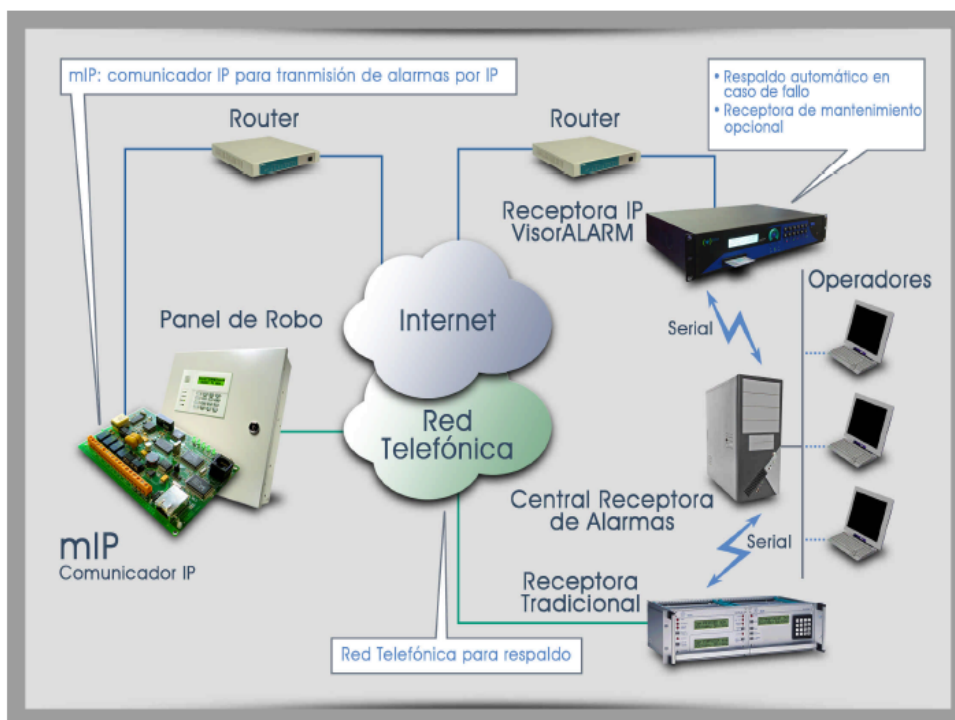 mIP: comunicador IP para tranmisión de alarmas por IP
• Respaldo automático en
caso de fallo
• Receptora de mantenimiento
opcional
Router
Router
Receptora IP
VisorALARM
Operadores
Panel de Robo
Internet
Serial
Red
Telefónica
Central Receptora
de Alarmas
mIP
Comunicador IP
Serial
Receptora
Tradicional
Red Telefónica para respaldo